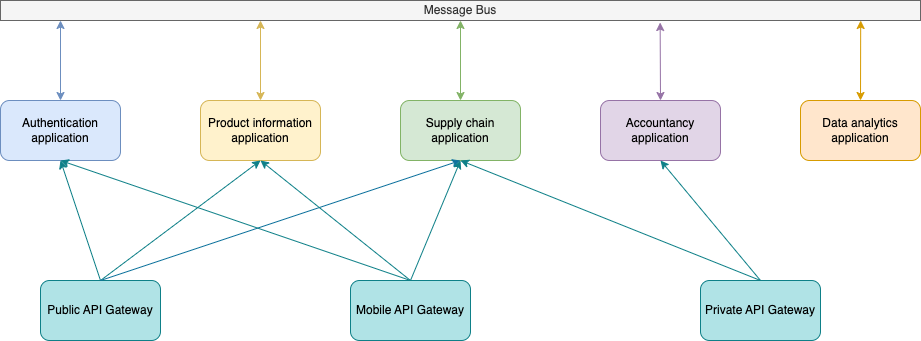 Message Bus
Authentication
application
Product information
application
Supply chain
application
Accountancy
application
Data analytics
application
Public API Gateway
Mobile API Gateway
Private API Gateway